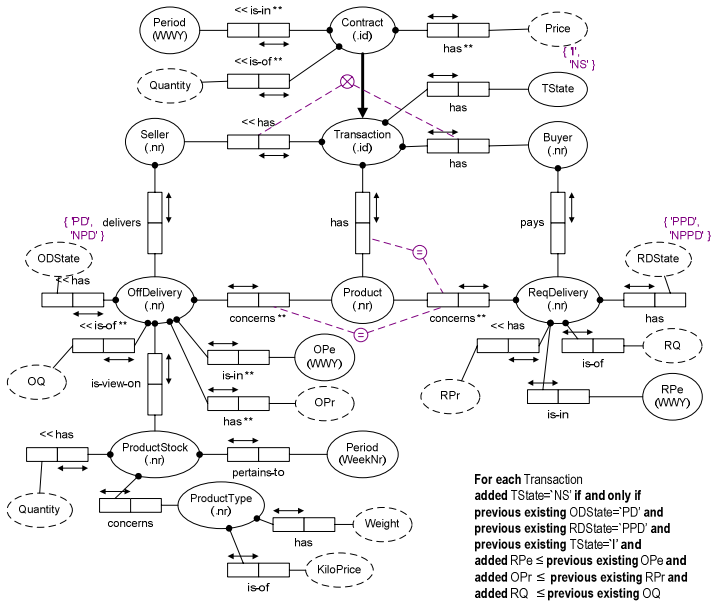 Period
(WWY)
<< is-in **
Contract
(.id)
has **
Price
{ 'I',
'NS' }
Quantity
<< is-of **
TState
has
Seller
(.nr)
<< has
Transaction
(.id)
has
Buyer
(.nr)
{ 'PD',
'NPD' }
delivers
has
pays
{ 'PPD',
'NPPD' }
ODState
<< has
=
RDState
OffDelivery
(.nr)
concerns **
Product
(.nr)
concerns **
ReqDelivery
(.nr)
has
=
<< is-of **
OQ
is-view-on
is-in **
OPe
(WWY)
<< has
is-of
RQ
has **
OPr
RPr
is-in
RPe
(WWY)
<< has
ProductStock
(.nr)
pertains-to
Period
(WeekNr)
Quantity
concerns
ProductType
(.nr)
has
Weight
is-of
KiloPrice
For each Transaction
added TState=`NS' if and only if
previous existing ODState=`PD' and
previous existing RDState=`PPD' and
previous existing TState=`I' and
added RPe ≤ previous existing OPe and
added OPr ≤ previous existing RPr and
added RQ ≤ previous existing OQ